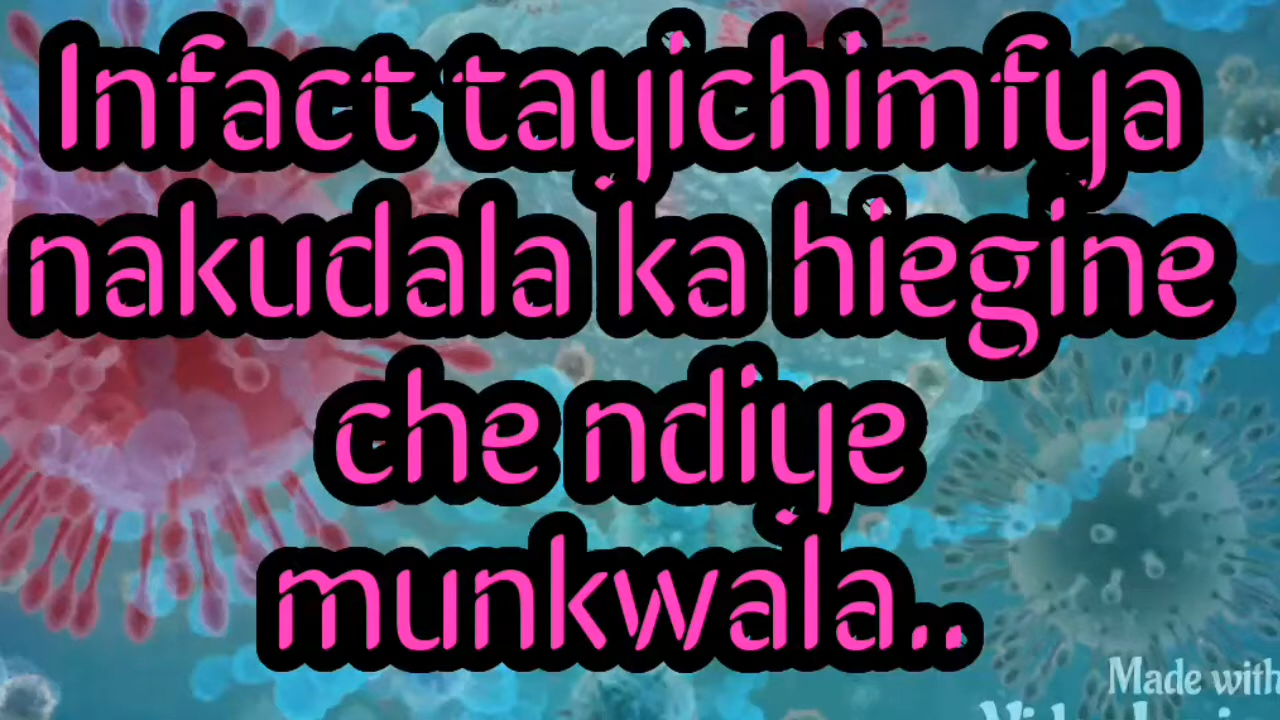 Infact tayichimfya
nakudala ka hiegine
che ndiye
munkwala..
Made with